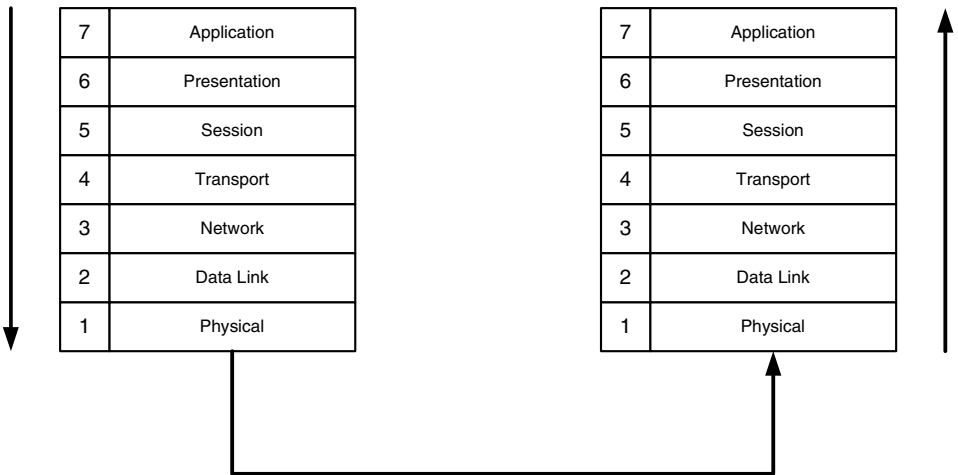 7 Application
6 Presentation
5 Session
4 Transport
3 Network
2 Data Link
1 Physical
7 Application
6 Presentation
5 Session
4 Transport
3 Network
2 Data Link
1 Physical